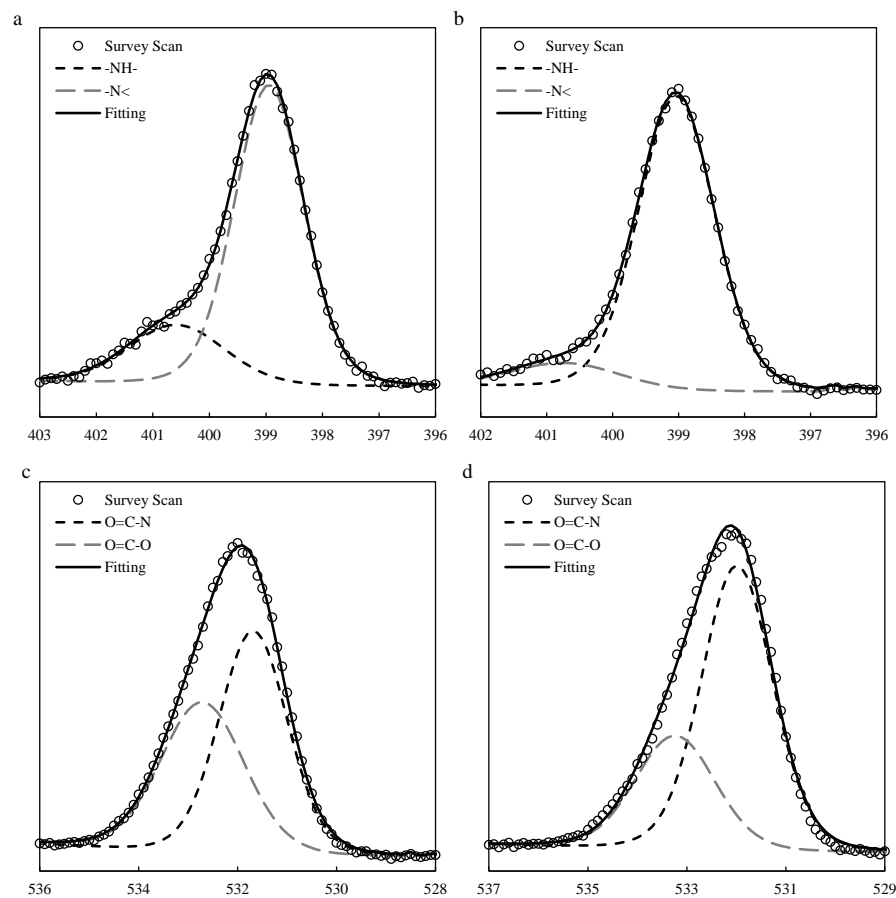 a
Survey Scan
-NH-
-N<
Fitting
403 402 401 400 399 398 397 396
b
Survey Scan
-NH-
-N<
Fitting
402 401 400 399 398 397 396
c
Survey Scan
O=C-N
O=C-O
Fitting
536 534 532 530 528
d
Survey Scan
O=C-N
O=C-O
Fitting
537 535 533 531 529